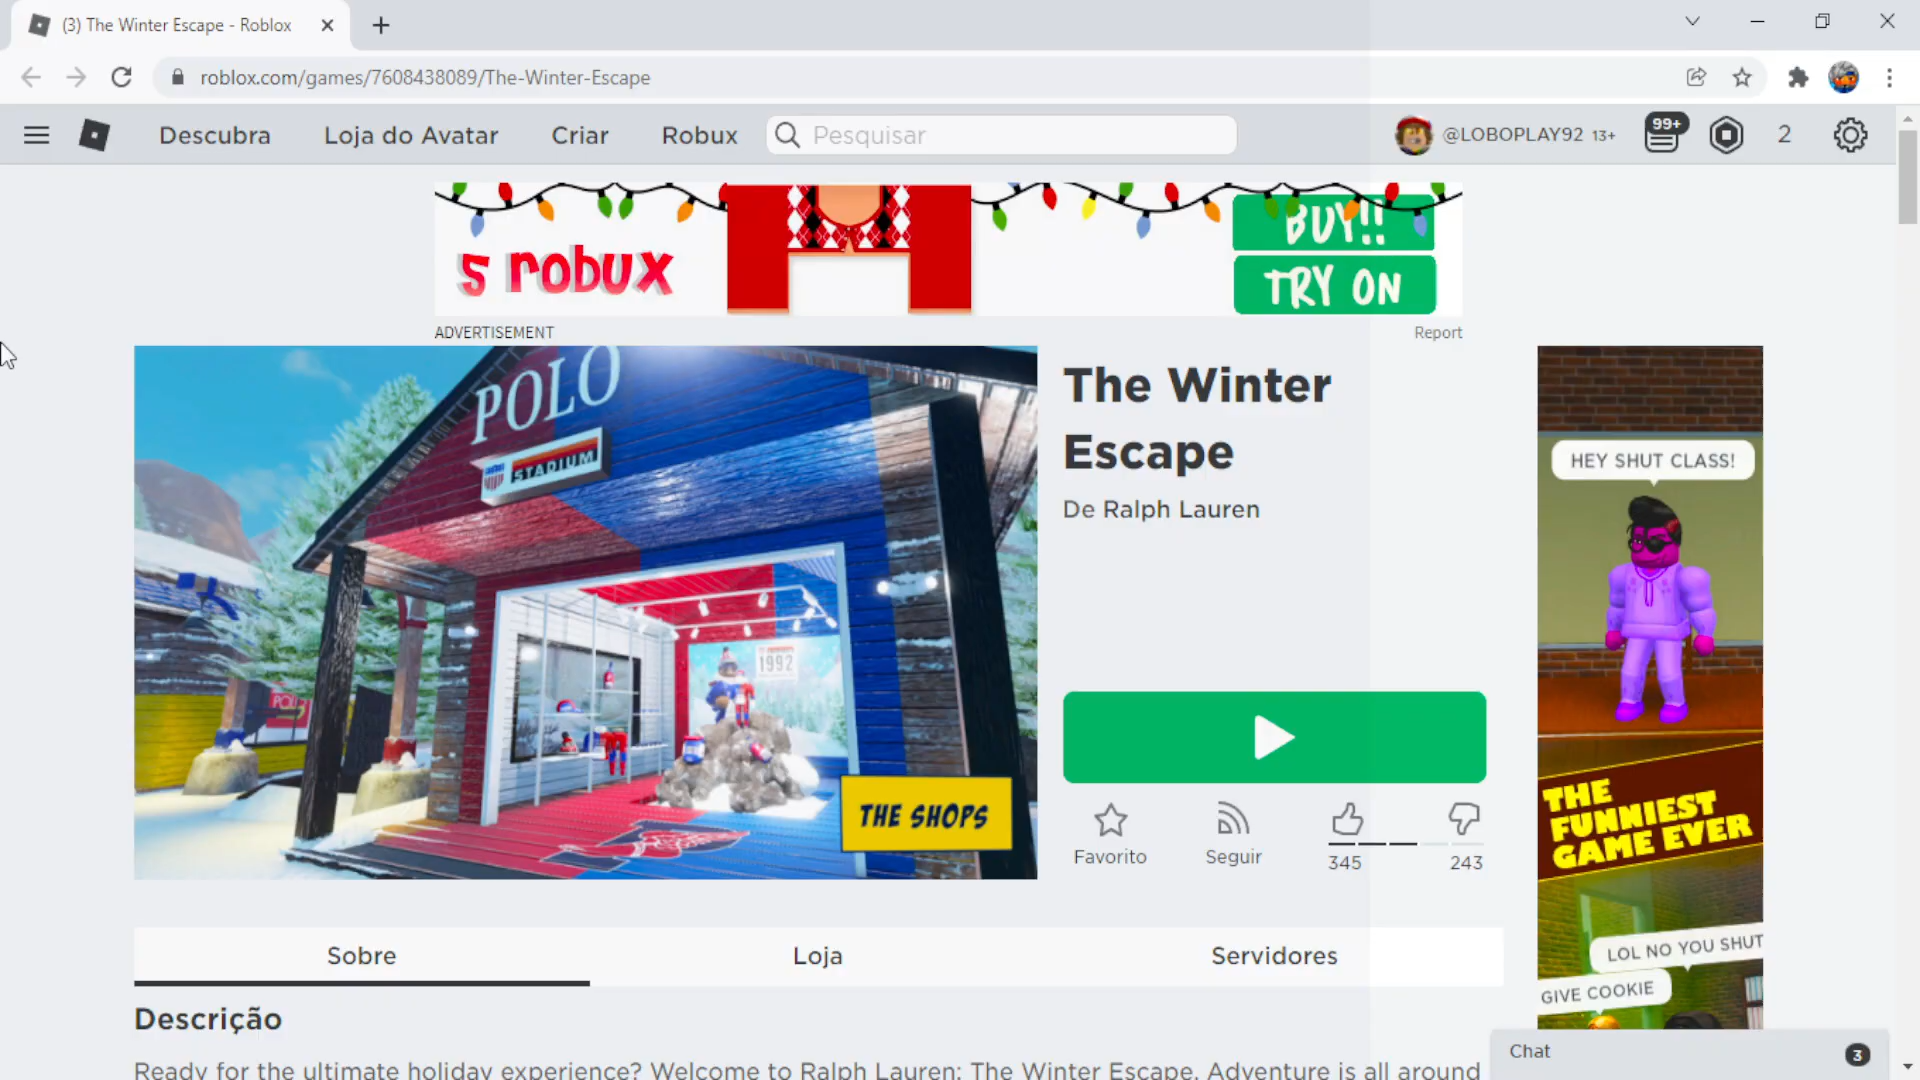 (3) The Winter Escape - Roblox
roblox.com/games/7608438089/The-Winter-Escape
Descubra
Loja do Avatar
Criar
Robux
Pesquisar
@LOBOPLAY92 13+
99+
2
5 robux
BUY!!
TRY ON
ADVERTISEMENT
Report
POLO
STADIUM
1992
POLO
THE SHOPS
The Winter
Escape
De Ralph Lauren
Favorito
Seguir
345
243
HEY SHUT CLASS!
THE
FUNNIEST
GAME EVER
LOL NO YOU SHUT
GIVE COOKIE
Sobre
Loja
Servidores
Descrição
Ready for the ultimate holiday experience? Welcome to Ralph Lauren: The Winter Escape. Adventure is all around
Chat
3